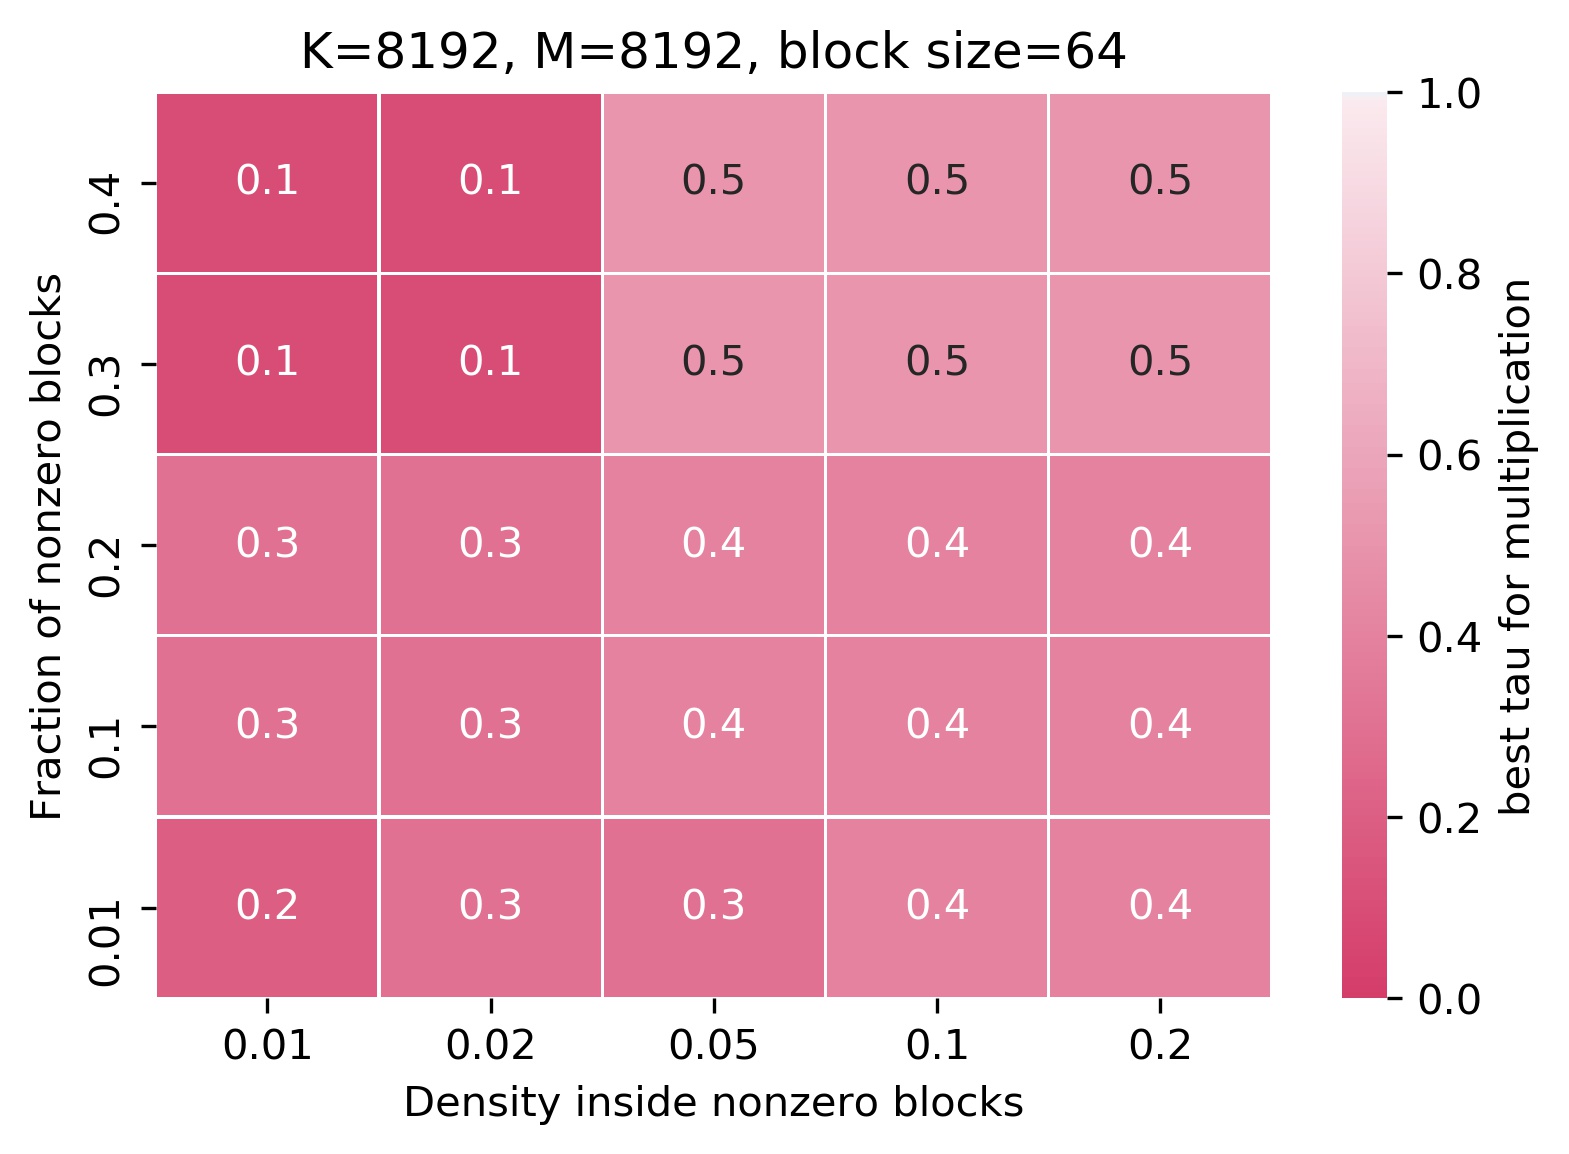 K=8192, M=8192, block size=64
Fraction of nonzero blocks
0.4
0.1 0.1 0.5 0.5 0.5
0.3
0.1 0.1 0.5 0.5 0.5
0.2
0.3 0.3 0.4 0.4 0.4
0.1
0.3 0.3 0.4 0.4 0.4
0.01
0.2 0.3 0.3 0.4 0.4
0.01 0.02 0.05 0.1 0.2
Density inside nonzero blocks
1.0
0.8
0.6
0.4
0.2
0.0
best tau for multiplication